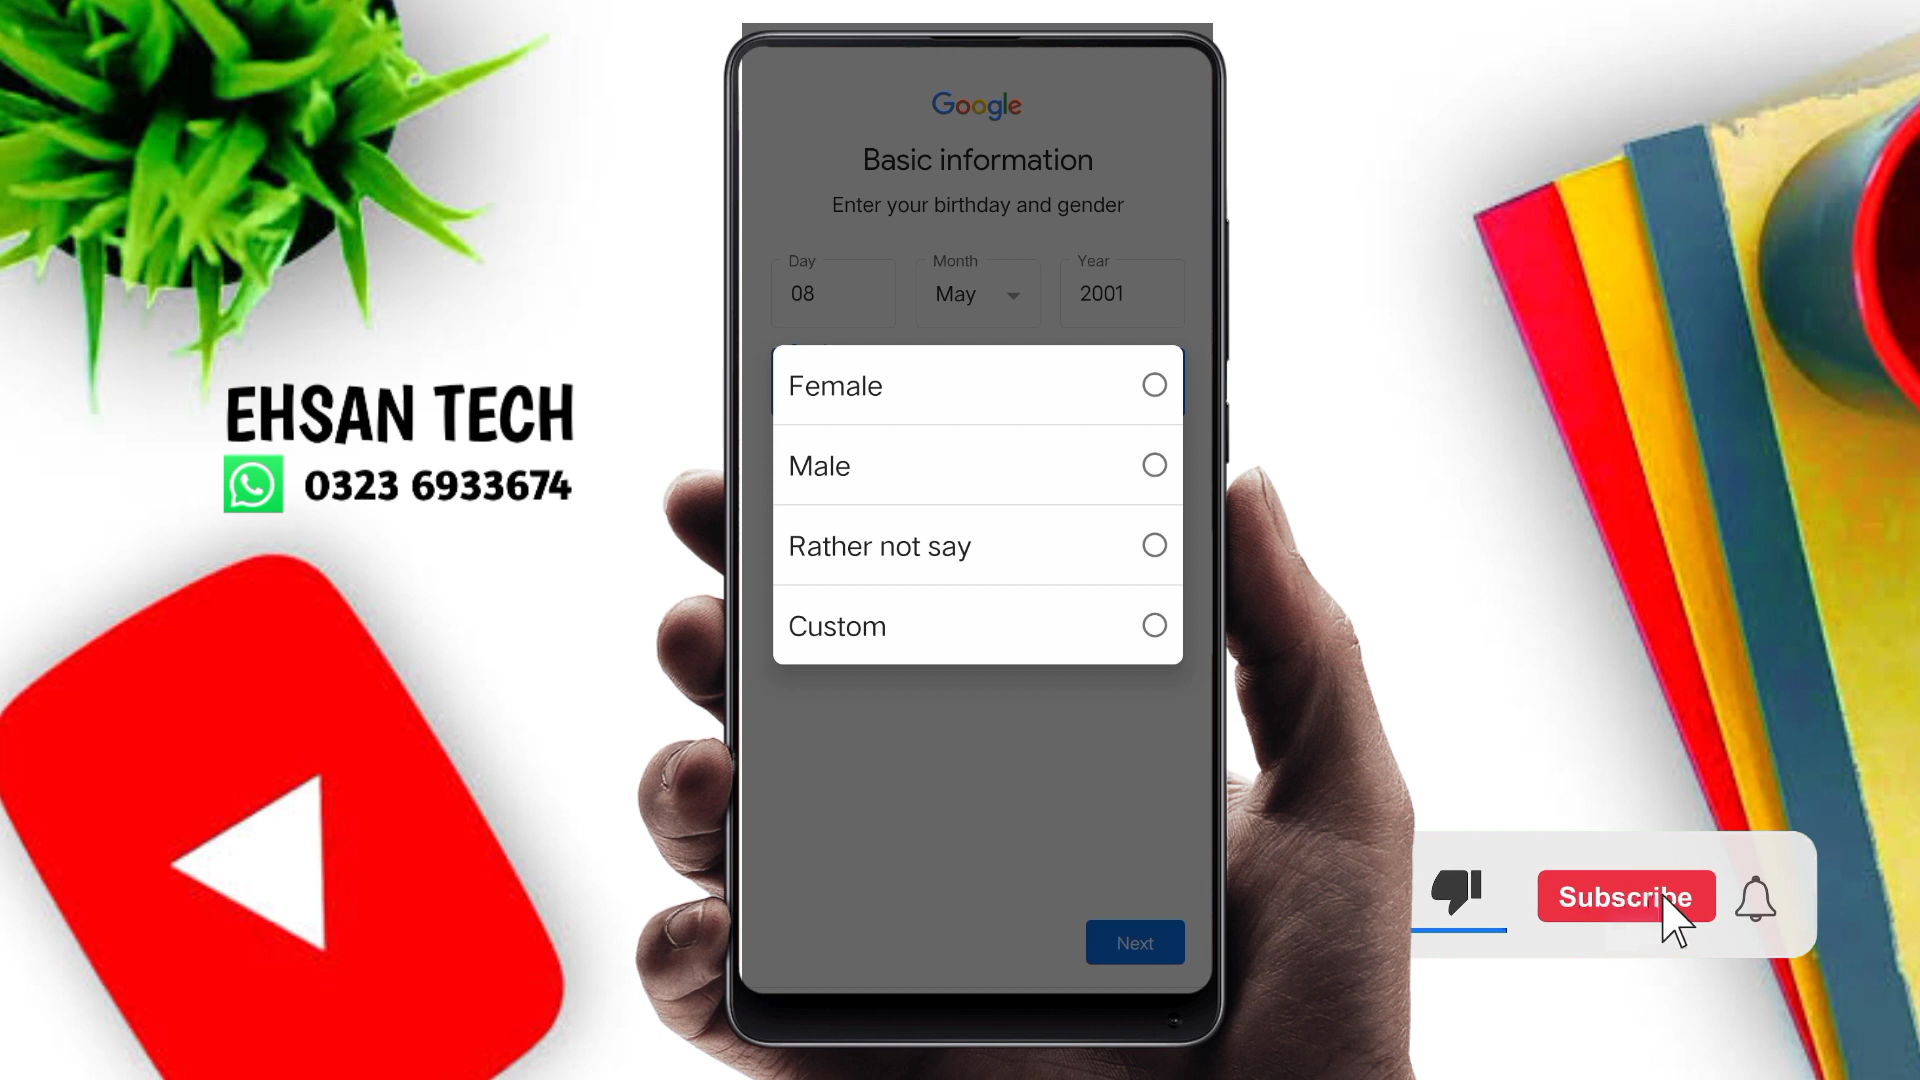 Google
Basic information
Enter your birthday and gender
Day Month Year
08 May 2001
Female
Male
Rather not say
Custom
Next
EHSAN TECH
0323 6933674
Subscribe